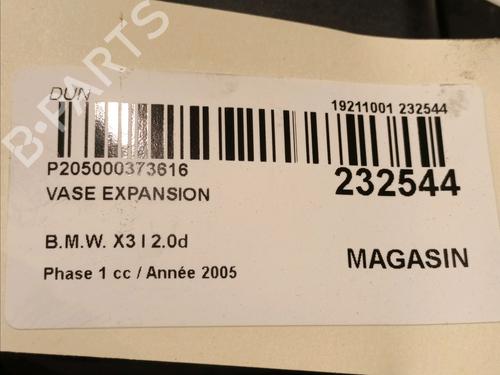 DUN
19211001 232544
P205000373616
232544
VASE EXPANSION
B.M.W. X3 I 2.0d
MAGASIN
Phase 1 cc / Année 2005
B-PARTS